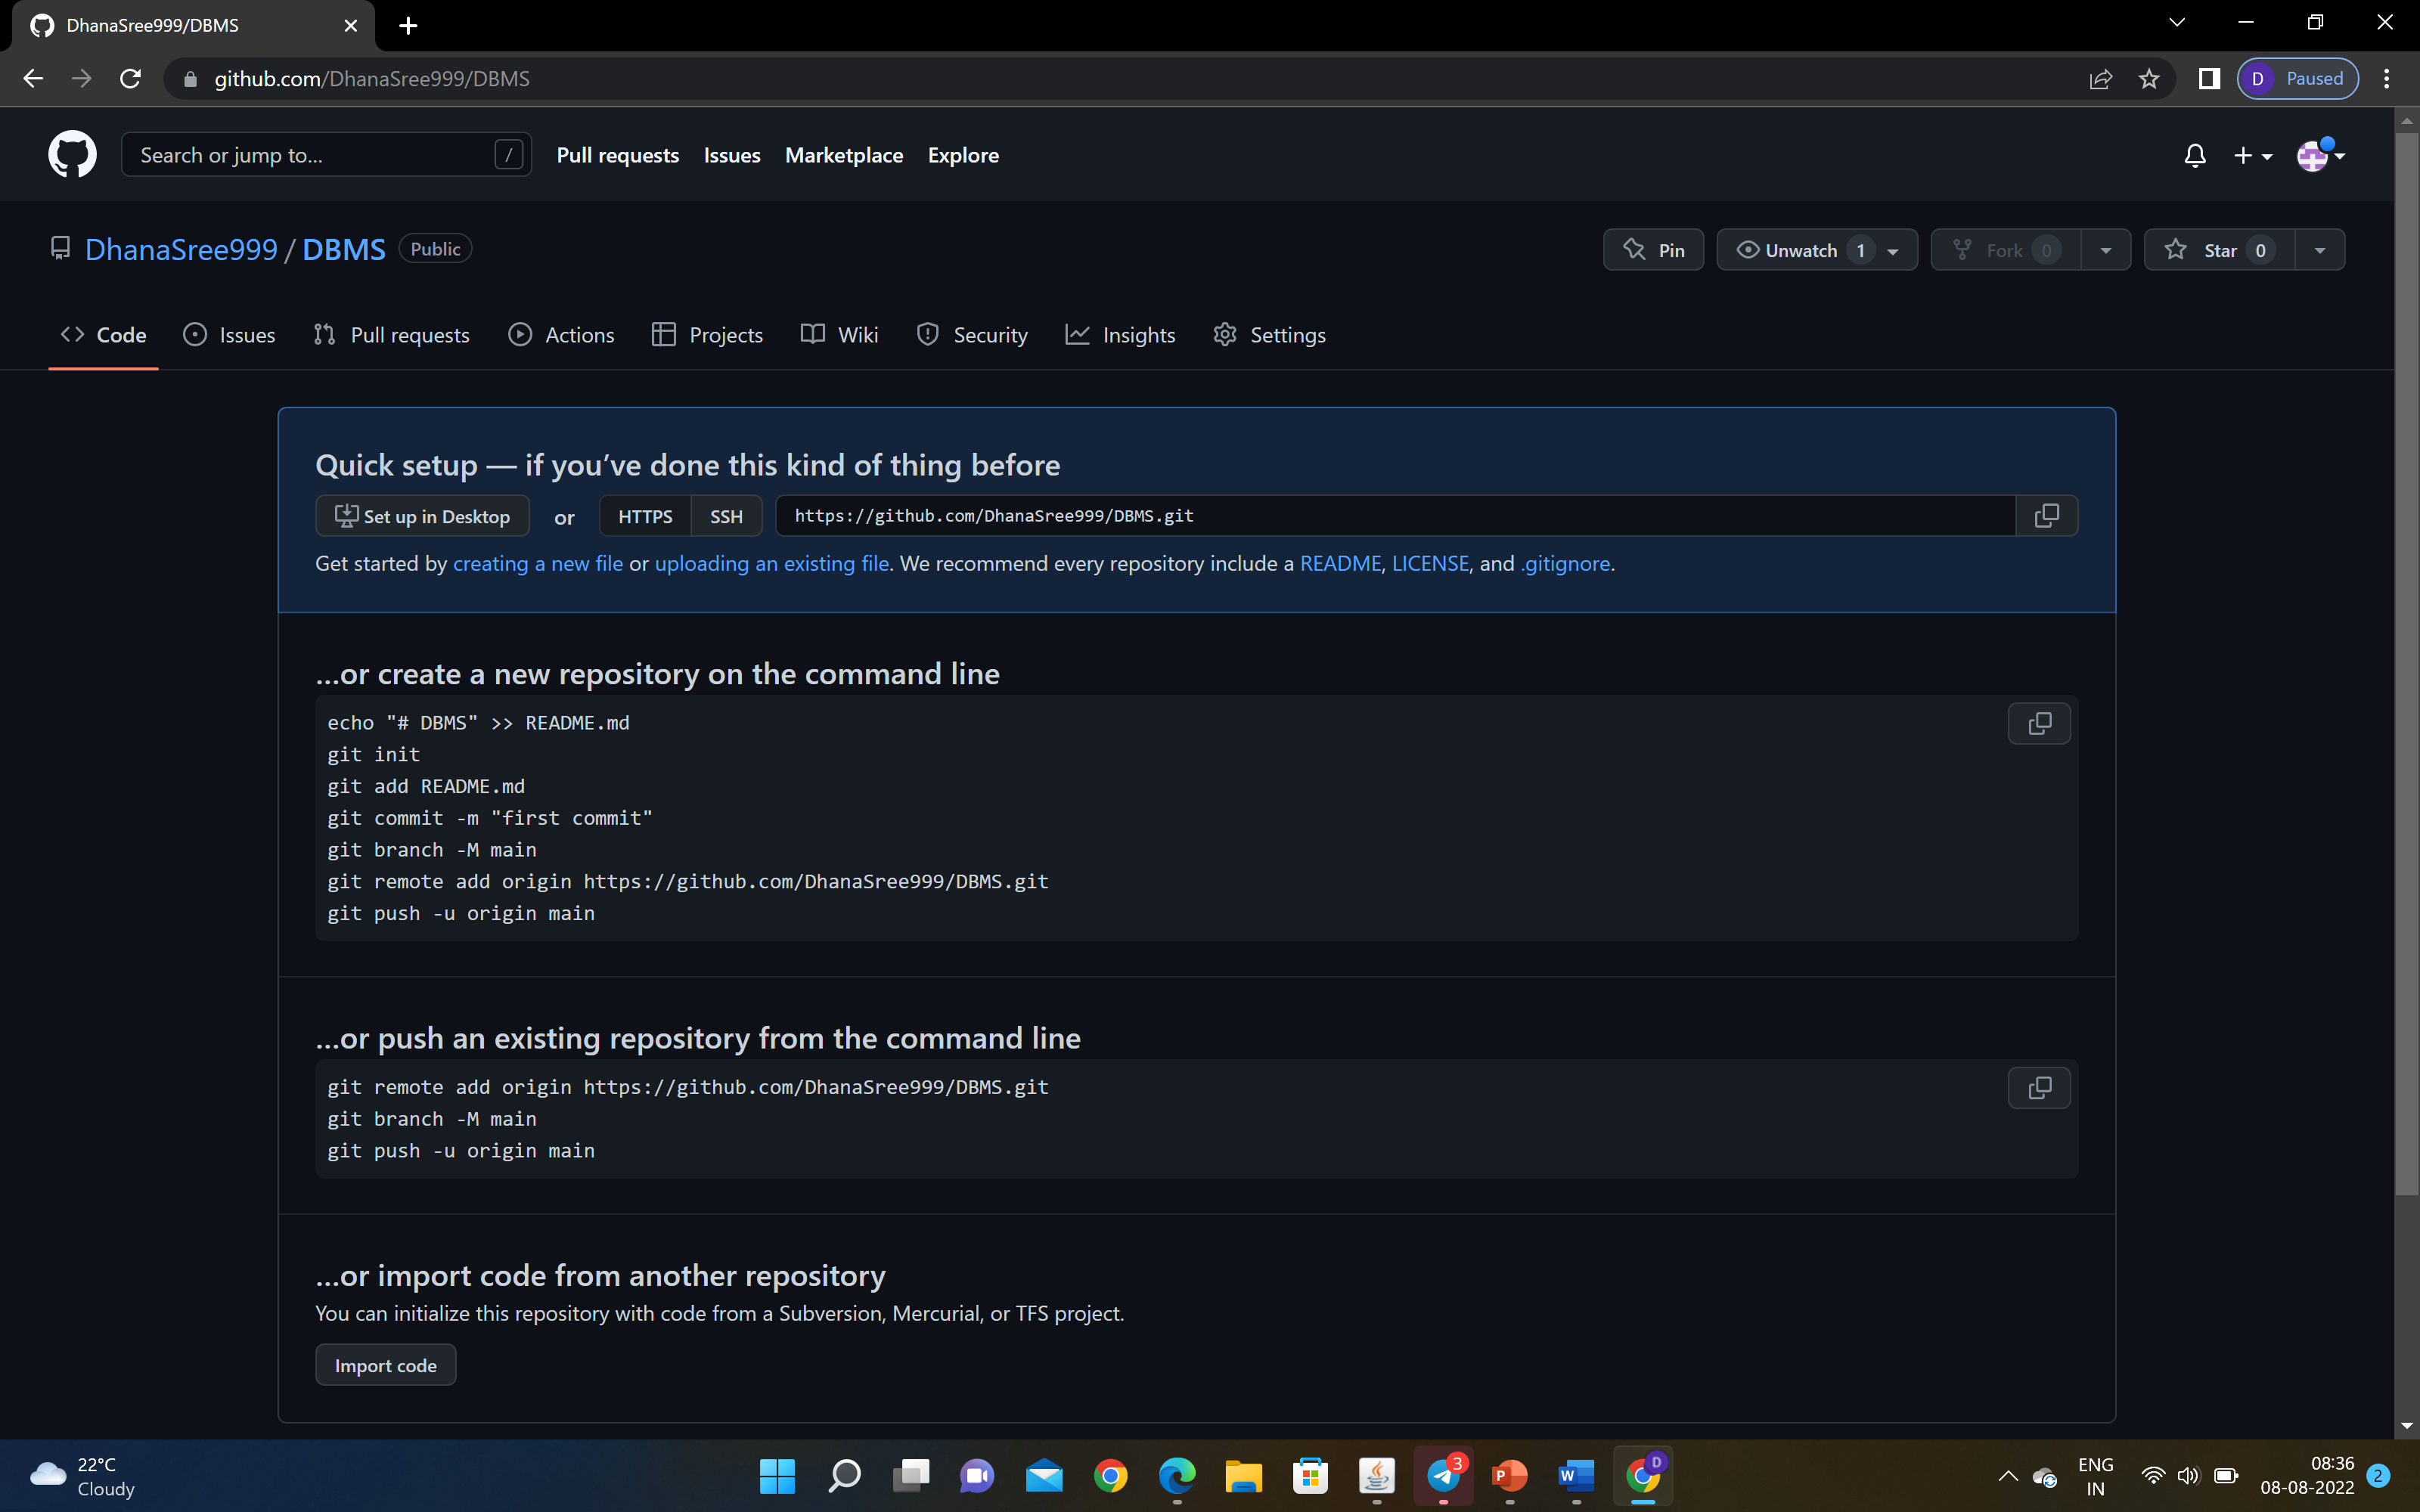 DhanaSree999/DBMS
github.com/DhanaSree999/DBMS
D Paused
Search or jump to... /
Pull requests Issues Marketplace Explore
DhanaSree999 / DBMS Public
Pin Unwatch 1 Fork 0 Star 0
Code Issues Pull requests Actions Projects Wiki Security Insights Settings
Quick setup — if you’ve done this kind of thing before
Set up in Desktop or HTTPS SSH https://github.com/DhanaSree999/DBMS.git
Get started by creating a new file or uploading an existing file. We recommend every repository include a README, LICENSE, and .gitignore.
…or create a new repository on the command line
echo "# DBMS" >> README.md
git init
git add README.md
git commit -m "first commit"
git branch -M main
git remote add origin https://github.com/DhanaSree999/DBMS.git
git push -u origin main
…or push an existing repository from the command line
git remote add origin https://github.com/DhanaSree999/DBMS.git
git branch -M main
git push -u origin main
…or import code from another repository
You can initialize this repository with code from a Subversion, Mercurial, or TFS project.
Import code
22°C
Cloudy
3
P
W
D
ENG
IN
08:36
08-08-2022
2